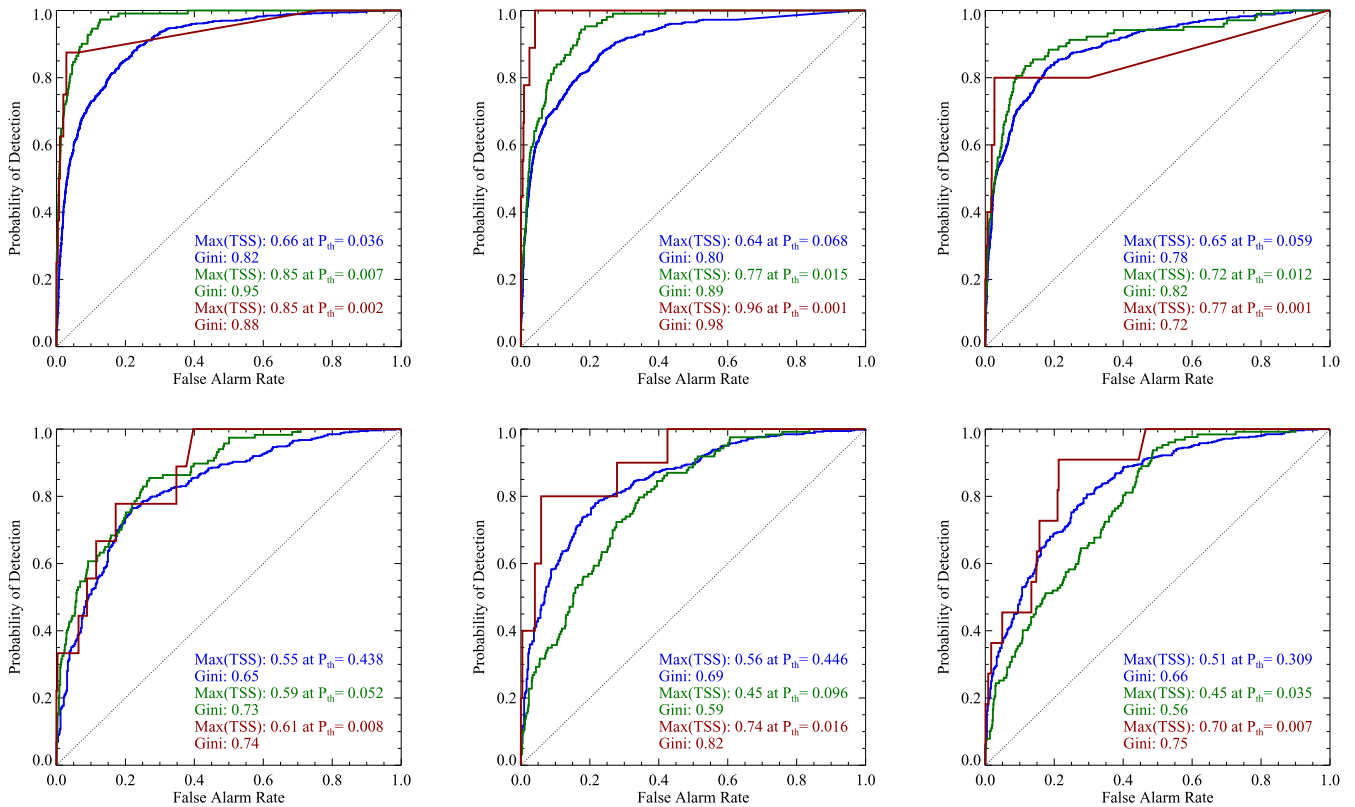 1.0
0.8
0.6
0.4
0.2
0.0
Probability of Detection
Max(TSS): 0.66 at Pth= 0.036
Gini: 0.82
Max(TSS): 0.85 at Pth= 0.007
Gini: 0.95
Max(TSS): 0.85 at Pth= 0.002
Gini: 0.88
0.0 0.2 0.4 0.6 0.8 1.0
False Alarm Rate
1.0
0.8
0.6
0.4
0.2
0.0
Probability of Detection
Max(TSS): 0.64 at Pth= 0.068
Gini: 0.80
Max(TSS): 0.77 at Pth= 0.015
Gini: 0.89
Max(TSS): 0.96 at Pth= 0.001
Gini: 0.98
0.0 0.2 0.4 0.6 0.8 1.0
False Alarm Rate
1.0
0.8
0.6
0.4
0.2
0.0
Probability of Detection
Max(TSS): 0.65 at Pth= 0.059
Gini: 0.78
Max(TSS): 0.72 at Pth= 0.012
Gini: 0.82
Max(TSS): 0.77 at Pth= 0.001
Gini: 0.72
0.0 0.2 0.4 0.6 0.8 1.0
False Alarm Rate
1.0
0.8
0.6
0.4
0.2
0.0
Probability of Detection
Max(TSS): 0.55 at Pth= 0.438
Gini: 0.65
Max(TSS): 0.59 at Pth= 0.052
Gini: 0.73
Max(TSS): 0.61 at Pth= 0.008
Gini: 0.74
0.0 0.2 0.4 0.6 0.8 1.0
False Alarm Rate
1.0
0.8
0.6
0.4
0.2
0.0
Probability of Detection
Max(TSS): 0.56 at Pth= 0.446
Gini: 0.69
Max(TSS): 0.45 at Pth= 0.096
Gini: 0.59
Max(TSS): 0.74 at Pth= 0.016
Gini: 0.82
0.0 0.2 0.4 0.6 0.8 1.0
False Alarm Rate
1.0
0.8
0.6
0.4
0.2
0.0
Probability of Detection
Max(TSS): 0.51 at Pth= 0.309
Gini: 0.66
Max(TSS): 0.45 at Pth= 0.035
Gini: 0.56
Max(TSS): 0.70 at Pth= 0.007
Gini: 0.75
0.0 0.2 0.4 0.6 0.8 1.0
False Alarm Rate